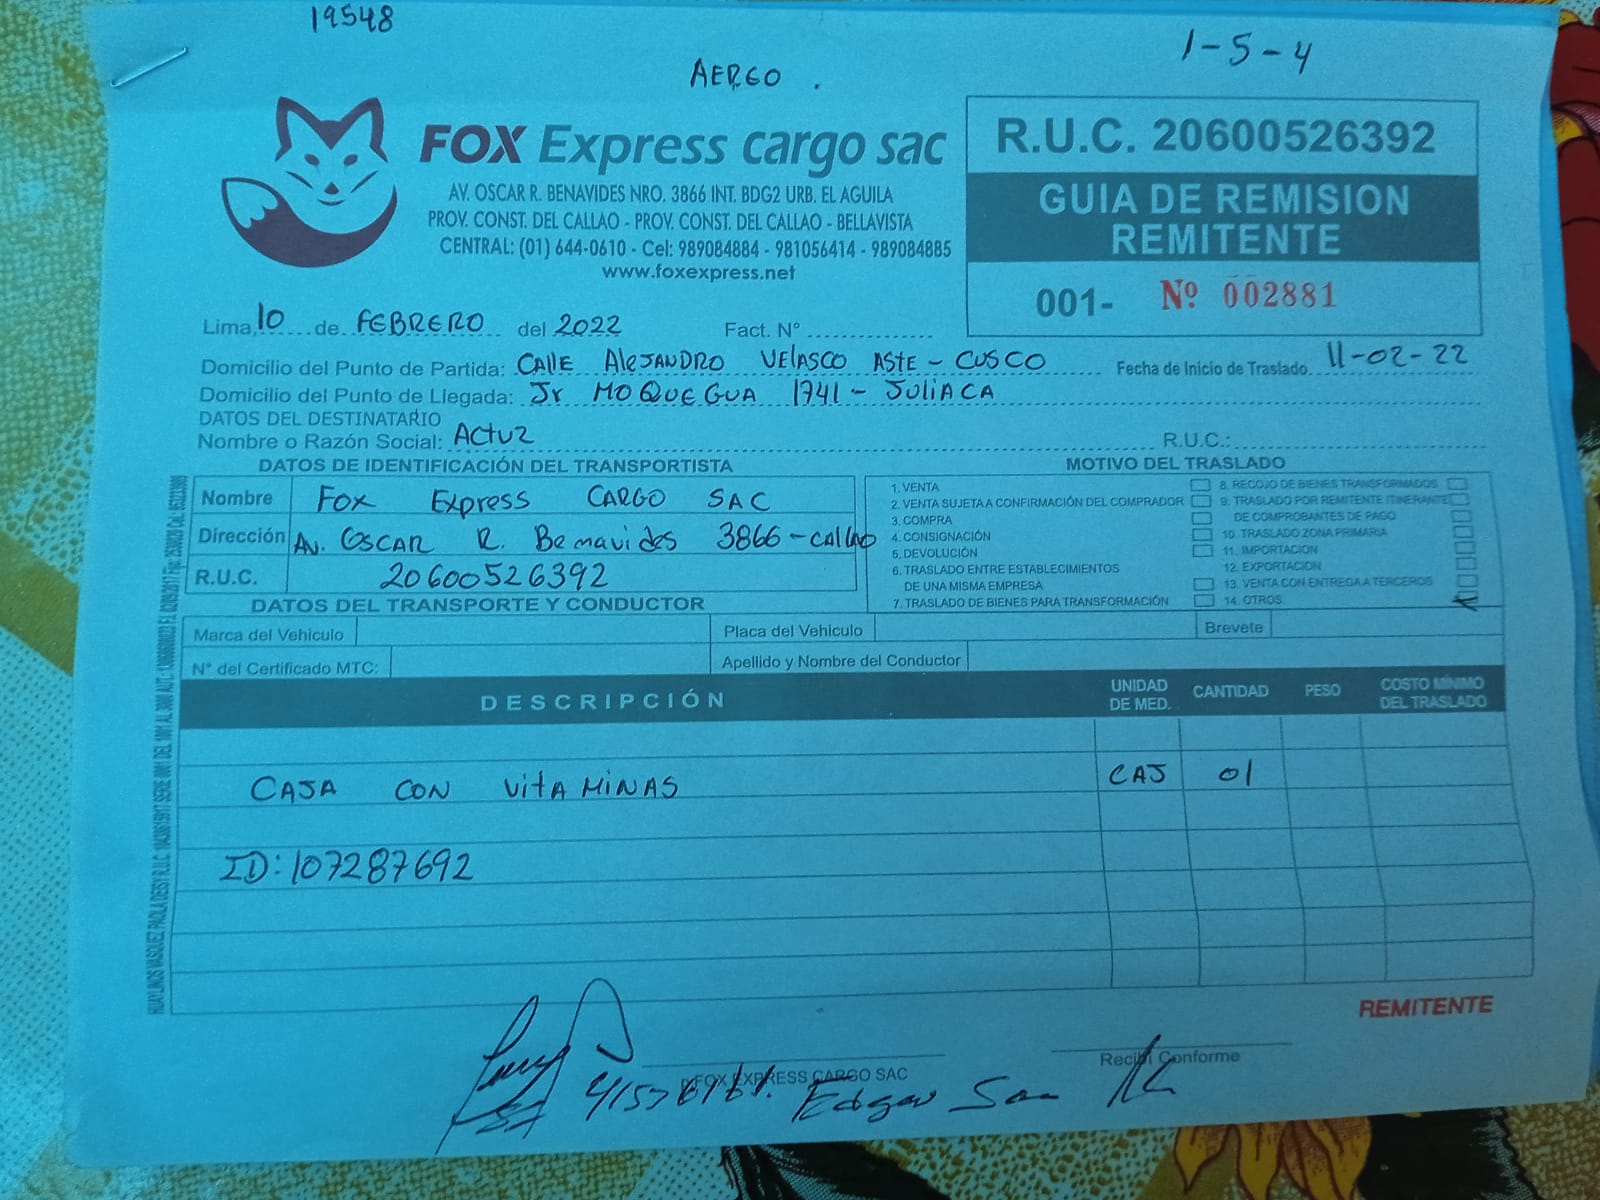 19548
1-5-4
AEREO.
FOX Express cargo sac
AV. OSCAR R. BENAVIDES NRO. 3866 INT. BDG2 URB. EL AGUILA
PROV. CONST. DEL CALLAO - PROV. CONST. DEL CALLAO - BELLAVISTA
CENTRAL: (01) 644-0610 - Cel: 989084884 - 981056414 - 989084885
www.foxexpress.net
R.U.C. 20600526392
GUIA DE REMISION
REMITENTE
001- Nº 002881
Lima, 10 de FEBRERO del 2022 Fact. N°
Domicilio del Punto de Partida: CAllE AleJANDRO VElASCO ASTE - CUSCO Fecha de Inicio de Traslado 11-02-22
Domicilio del Punto de Llegada: Jr MOQUEGUA 1741 - JUliACA
DATOS DEL DESTINATARIO
Nombre o Razón Social: ACTUZ R.U.C.:
DATOS DE IDENTIFICACIÓN DEL TRANSPORTISTA
Nombre Fox Express CARGO SAC
Dirección Av. OSCAR R. Benavides 3866 - callao
R.U.C. 20600526392
MOTIVO DEL TRASLADO
1. VENTA
2. VENTA SUJETA A CONFIRMACIÓN DEL COMPRADOR
3. COMPRA
4. CONSIGNACIÓN
5. DEVOLUCIÓN
6. TRASLADO ENTRE ESTABLECIMIENTOS
DE UNA MISMA EMPRESA
7. TRASLADO DE BIENES PARA TRANSFORMACIÓN
8. RECOJO DE BIENES TRANSFORMADOS
9. TRASLADO POR REMITENTE ITINERANTE
DE COMPROBANTES DE PAGO
10. TRASLADO ZONA PRIMARIA
11. IMPORTACION
12. EXPORTACION
13. VENTA CON ENTREGA A TERCEROS
14. OTROS
X
DATOS DEL TRANSPORTE Y CONDUCTOR
Marca del Vehiculo Placa del Vehículo Brevete
N° del Certificado MTC: Apellido y Nombre del Conductor
DESCRIPCIÓN UNIDAD DE MED. CANTIDAD PESO COSTO MÍNIMO DEL TRASLADO
CAJA CON VitAMINAS CAJ 01
ID: 107287692
REMITENTE
FOX EXPRESS CARGO SAC
Recibi Conforme
Edgar